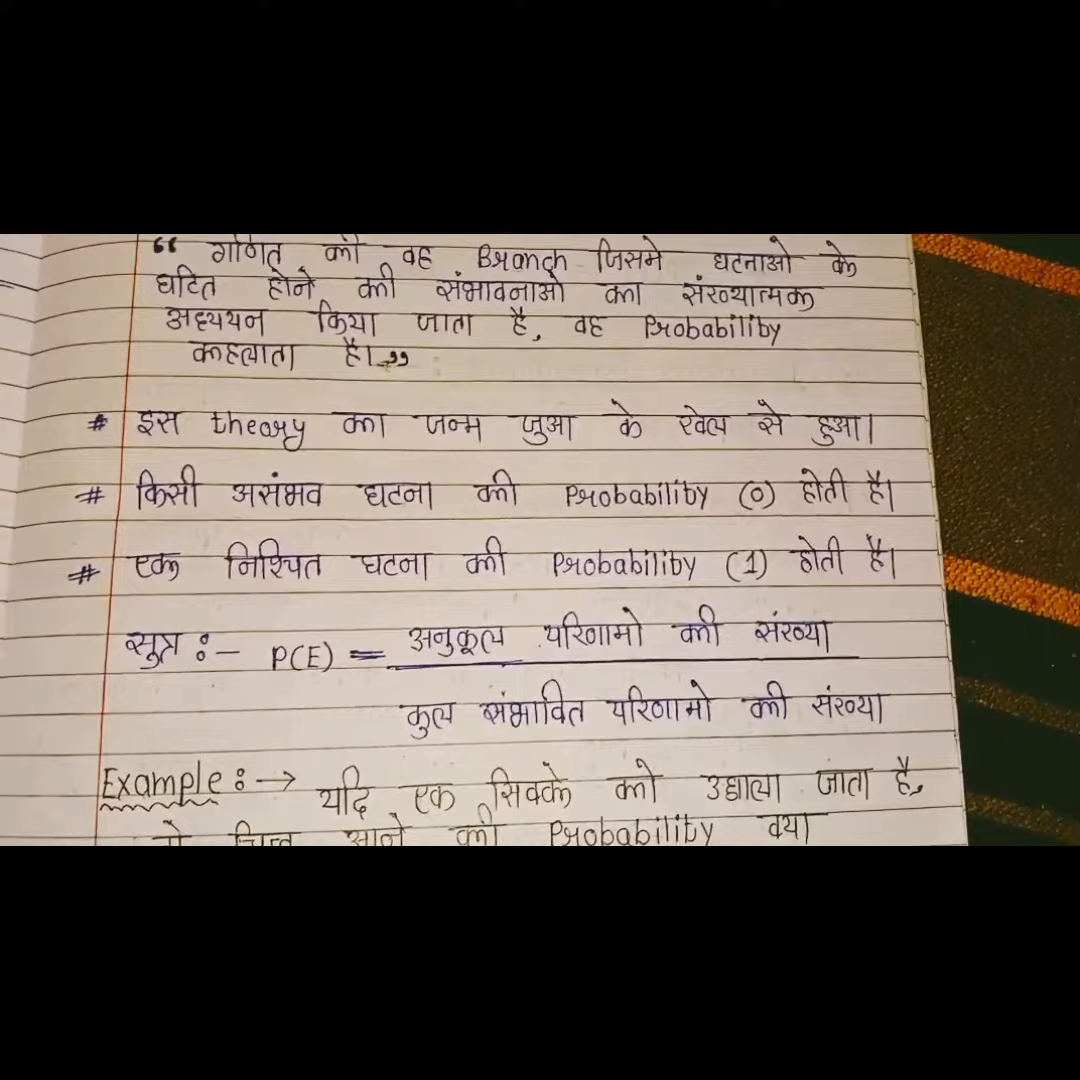 “ गणित की वह Branch जिसमे घटनाओ के
घटित होने की संभावनाओ का संख्यात्मक
अध्ययन किया जाता है, वह Probability
कहलाता है। ”
# इस theory का जन्म जुआ के खेल से हुआ।
# किसी असंभव घटना की Probability (0) होती है।
# एक निश्चित घटना की Probability (1) होती है।
सुत्र :- P(E) = अनुकूल परिणामो की संख्या
कुल संभावित परिणामो की संख्या
Example : → यदि एक सिक्के को उछाला जाता है,
आने की Probability क्या